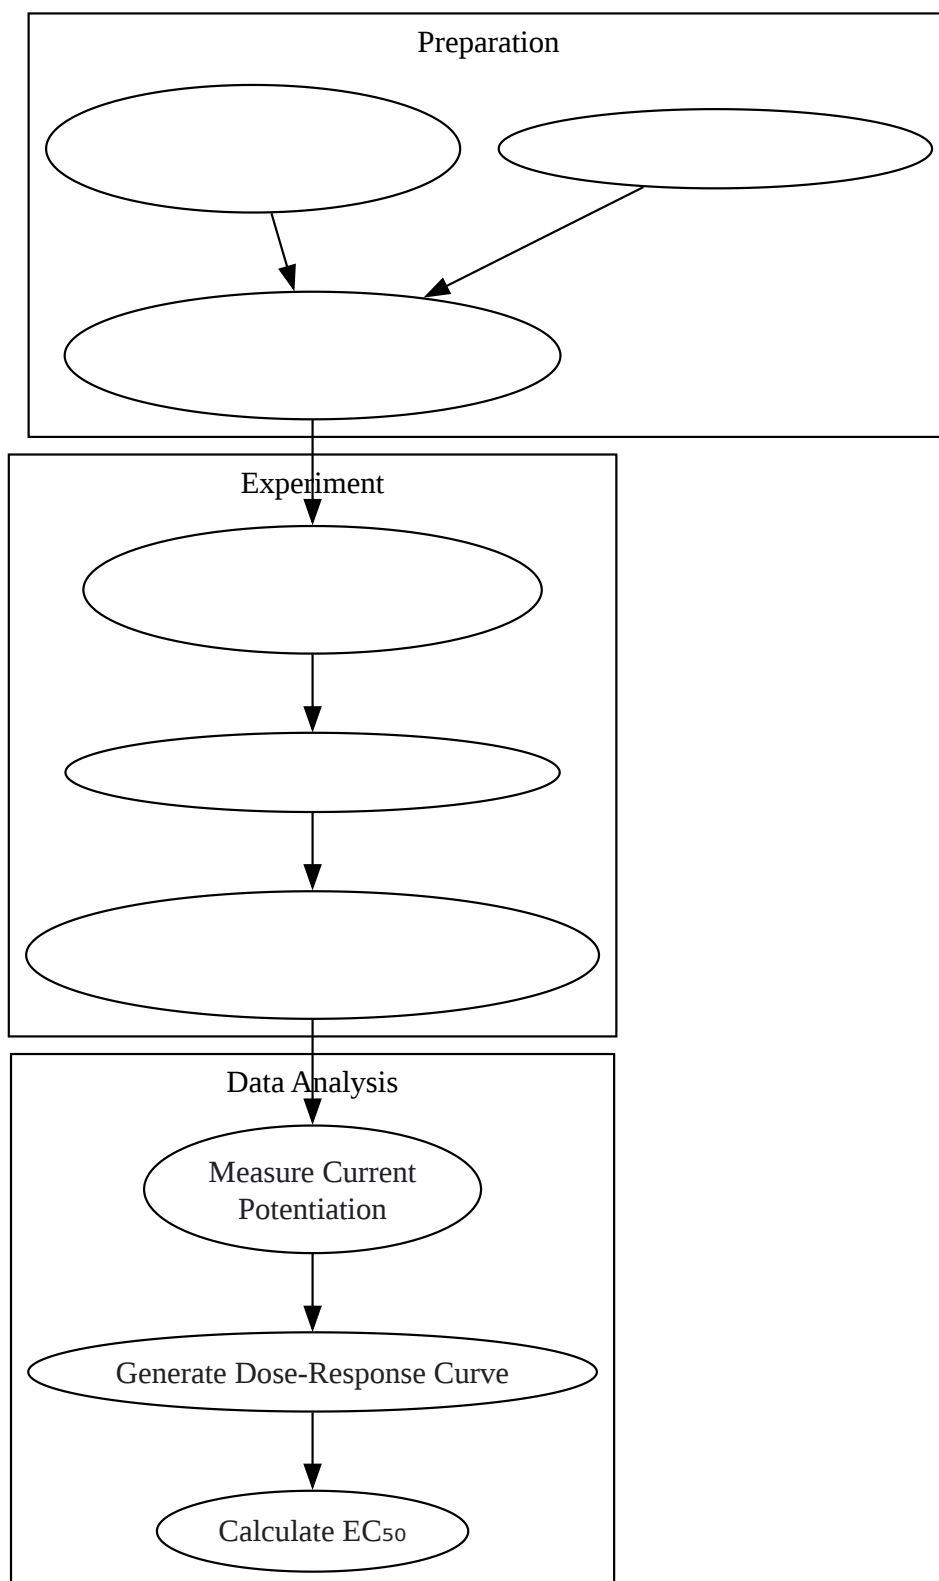 Preparation
Experiment
Data Analysis
Measure Current
Potentiation
Generate Dose-Response Curve
Calculate EC₅₀